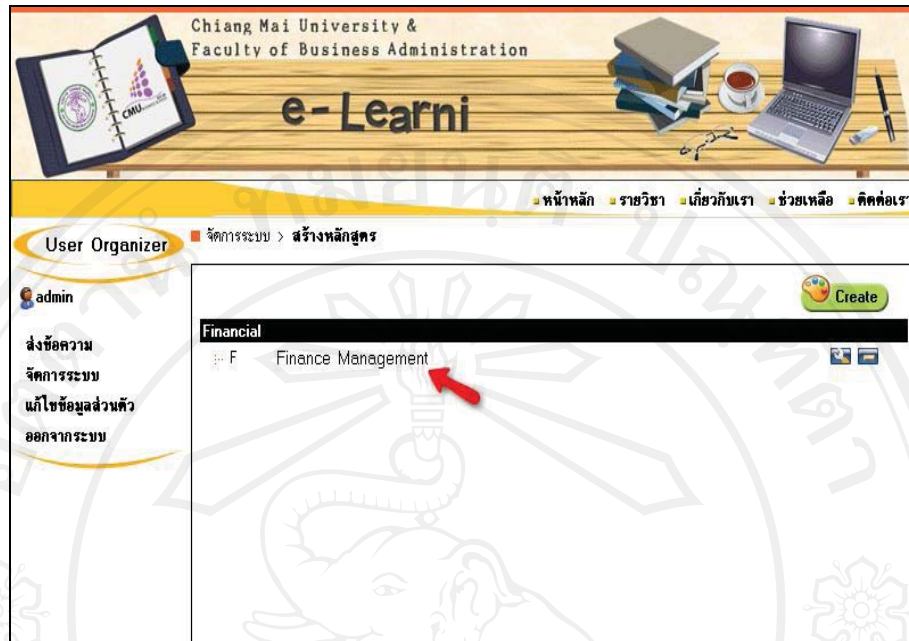 Chiang Mai University &
Faculty of Business Administration
e-Learni
CMU
หน้าหลัก รายวิชา เกี่ยวกับเรา ช่วยเหลือ ติดต่อเรา
User Organizer
จัดการระบบ > สร้างหลักสูตร
admin
Create
ส่งข้อความ
จัดการระบบ
แก้ไขข้อมูลส่วนตัว
ออกจากระบบ
Financial
F Finance Management